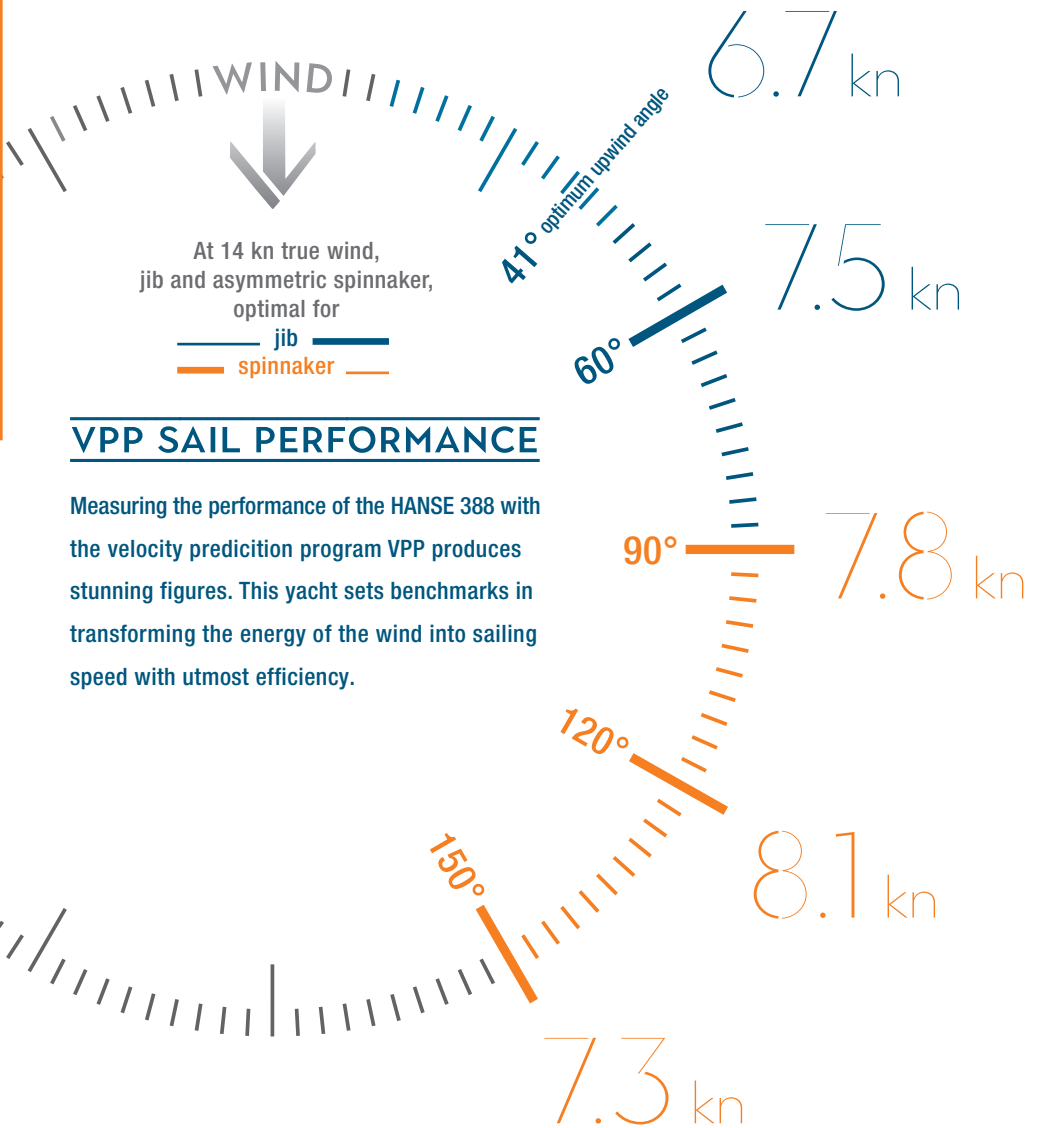 WIND
At 14 kn true wind,
jib and asymmetric spinnaker,
optimal for
jib
spinnaker
VPP SAIL PERFORMANCE
Measuring the performance of the HANSE 388 with
the velocity predicition program VPP produces
stunning figures. This yacht sets benchmarks in
transforming the energy of the wind into sailing
speed with utmost efficiency.
41° optimum upwind angle
6.7 kn
60°
7.5 kn
90°
7.8 kn
120°
8.1 kn
150°
7.3 kn